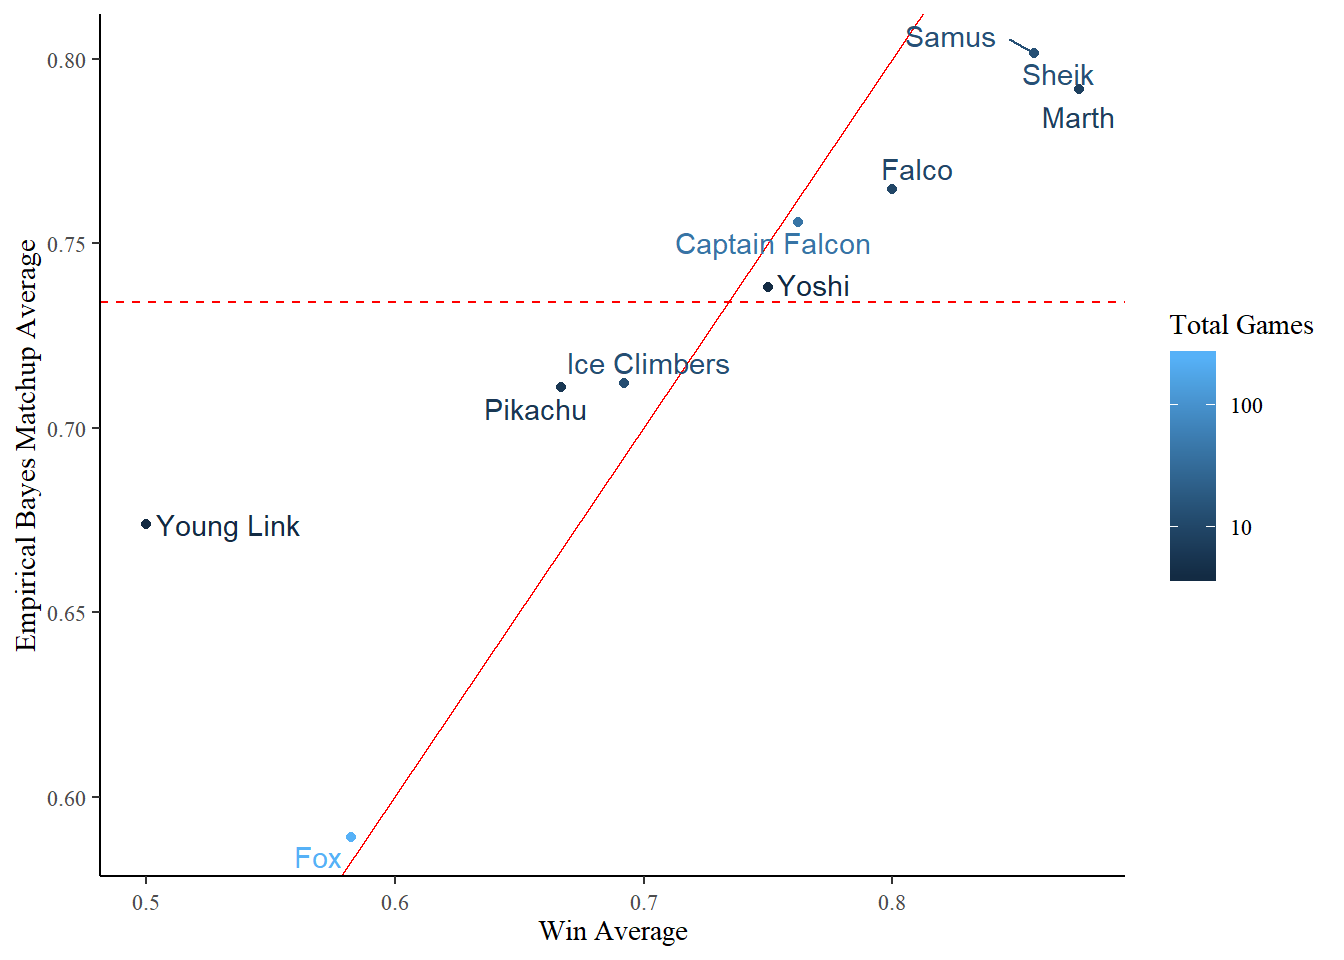 Empirical Bayes Matchup Average
0.80
0.75
0.70
0.65
0.60
Samus
Sheik
Marth
Falco
Captain Falcon
Yoshi
Ice Climbers
Pikachu
Young Link
Fox
0.5
0.6
0.7
0.8
Win Average
Total Games
100
10